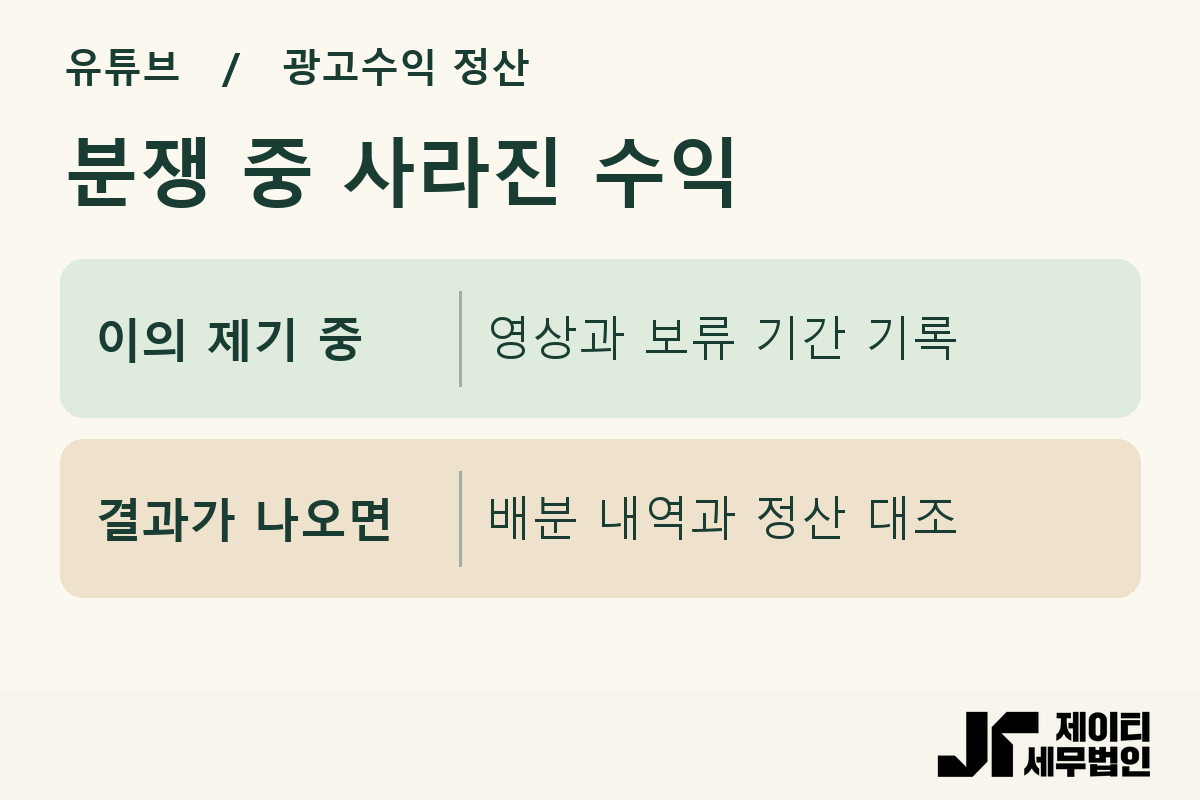 유튜브 / 광고수익 정산
분쟁 중 사라진 수익
이의 제기 중
영상과 보류 기간 기록
결과가 나오면
배분 내역과 정산 대조
JT 제이티
세무법인